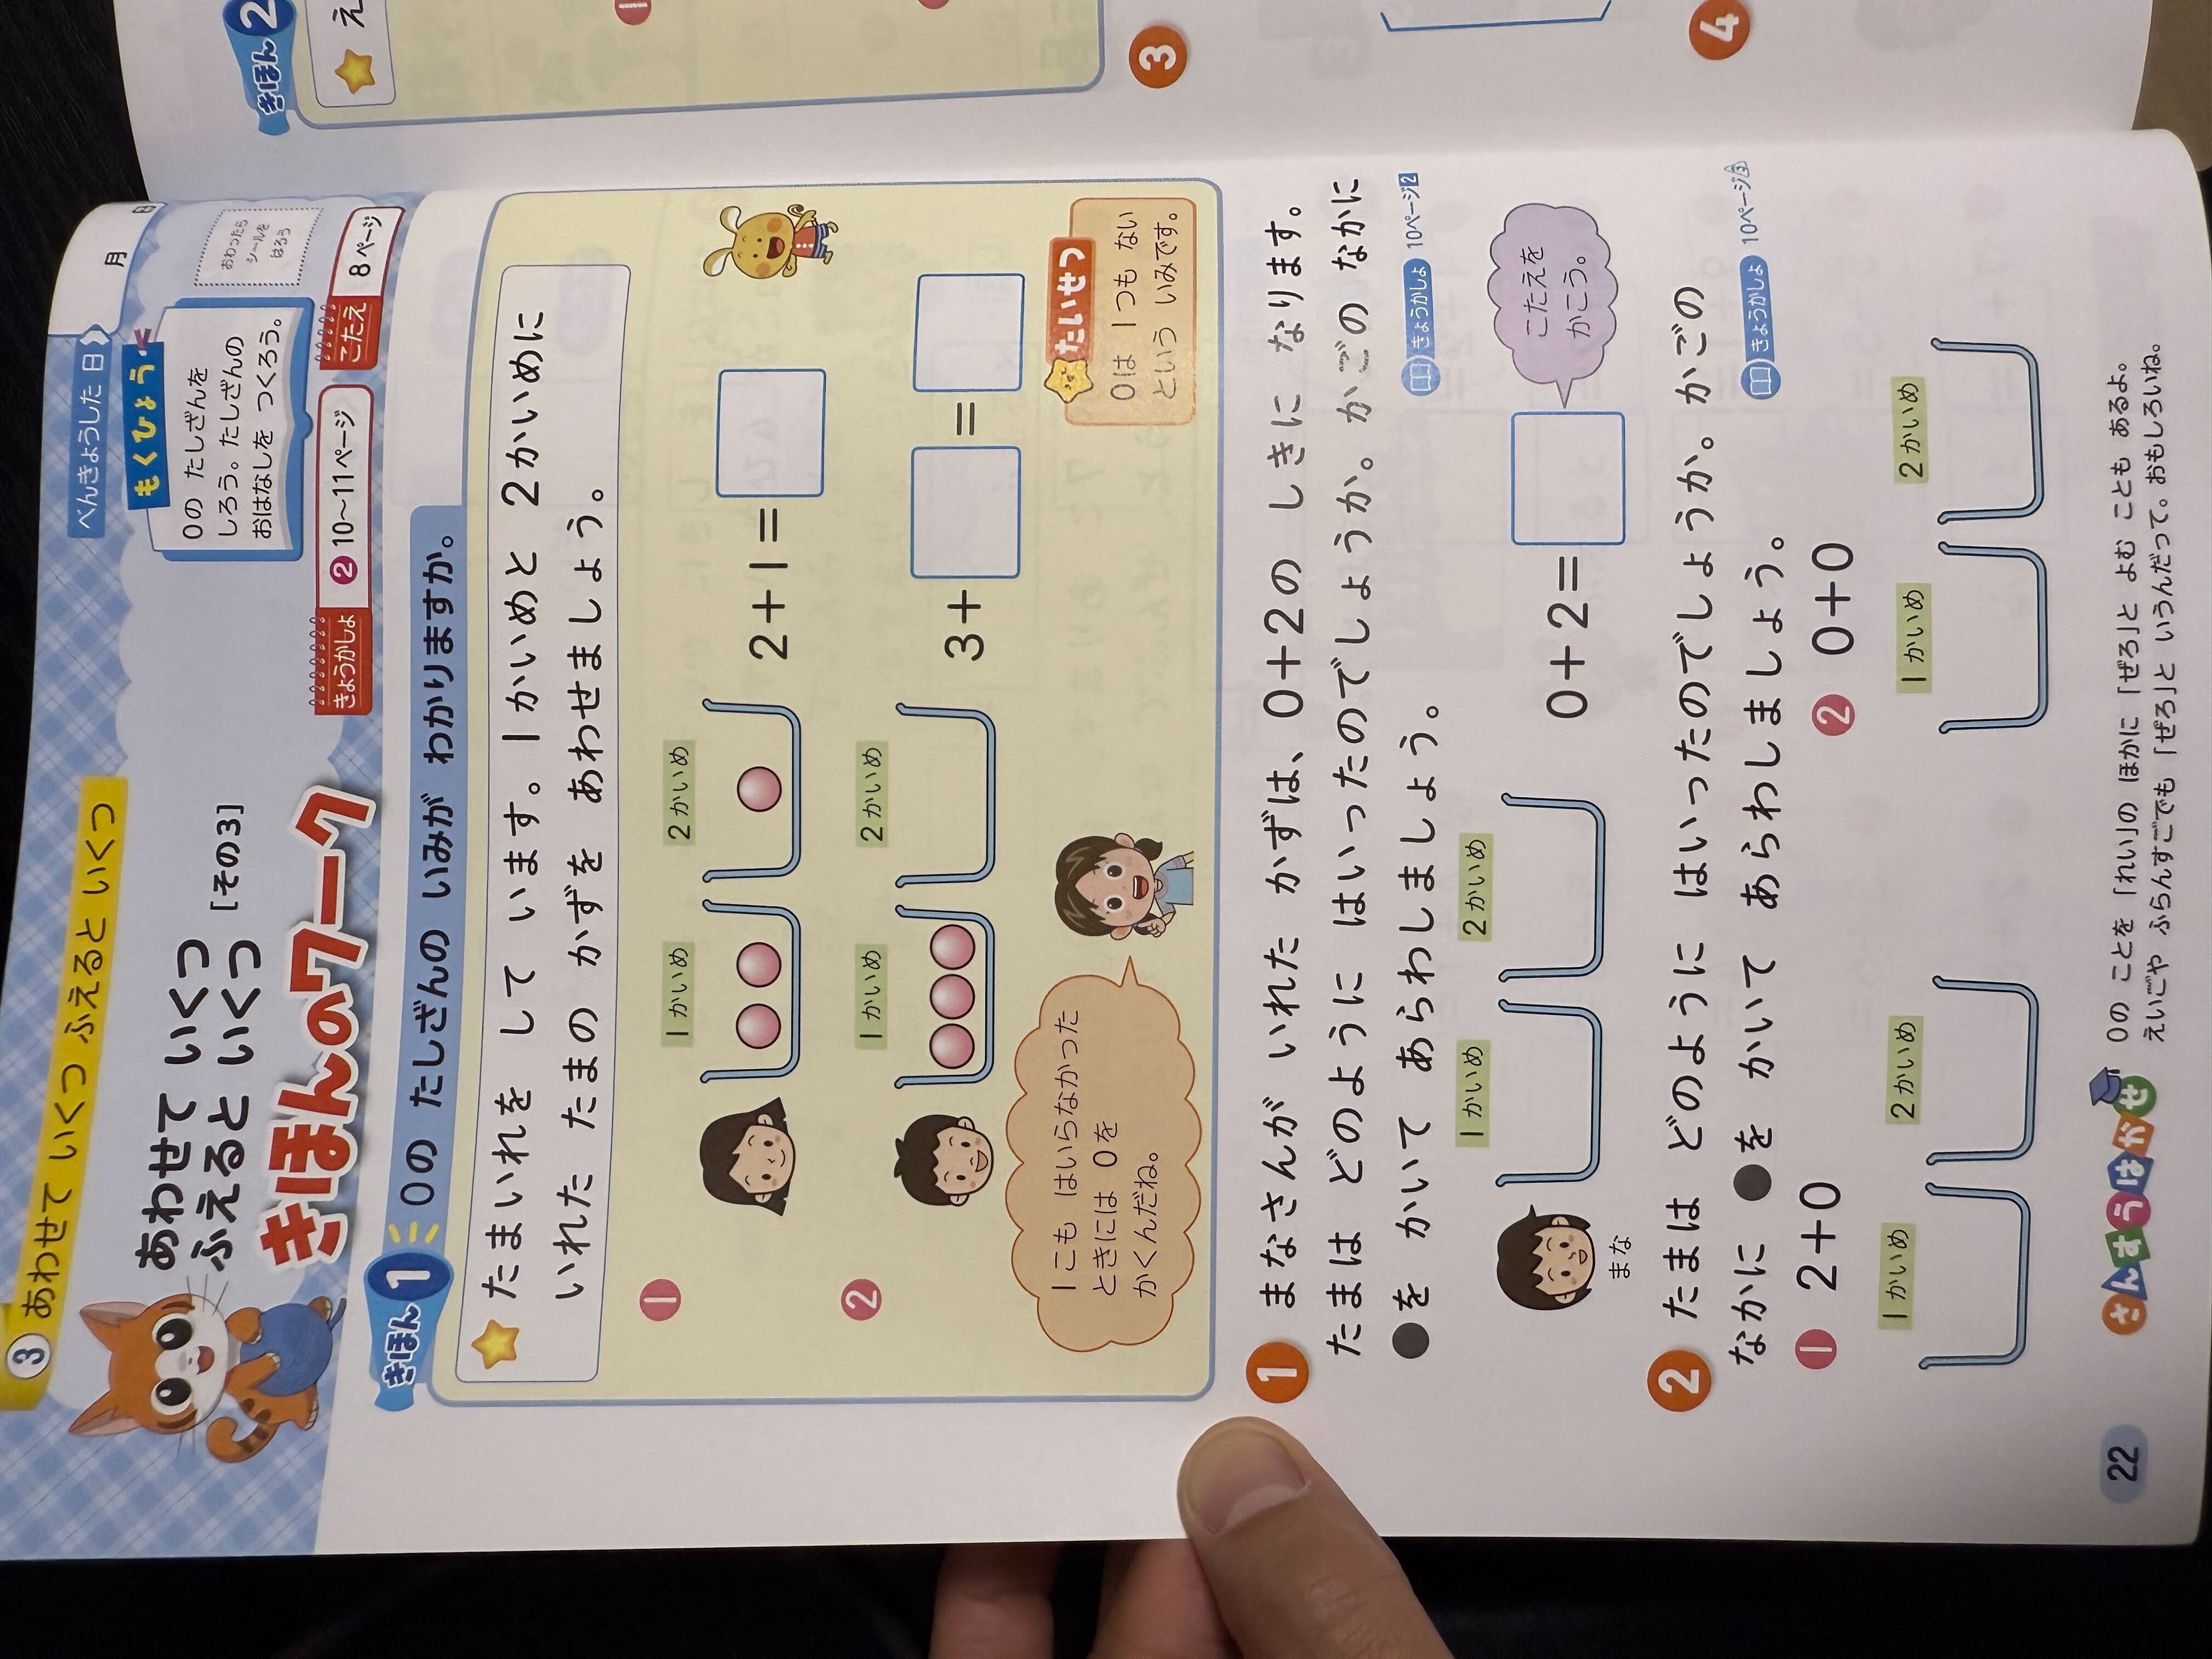 ③ あわせて いくつ ふえると いくつ
べんきょうした 日
月
日
あわせて いくつ
ふえると いくつ [その3]
きほんのワーク
もくひょう
0の たしざんを
しろう。たしざんの
おはなしを つくろう。
おわったら
シールを
はろう
きょうかしょ ② 10〜11ページ こたえ 8ページ
きほん 1 0の たしざんの いみが わかりますか。
たまいれを して います。1かいめと 2かいめに
いれた たまの かずを あわせましょう。
① 1かいめ 2かいめ
2+1=
② 1かいめ 2かいめ
3+ =
1こも はいらなかった
ときには 0を
かくんだね。
たいせつ
0は 1つも ない
という いみです。
① まなさんが いれた かずは、0+2の しきに なります。
たまは どのように はいったのでしょうか。かごの なかに
●を かいて あらわしましょう。
きょうかしょ 10ページ2
1かいめ 2かいめ
まな
0+2=
こたえを
かこう。
② たまは どのように はいったのでしょうか。かごの
なかに ●を かいて あらわしましょう。
きょうかしょ 10ページ
① 2+0 ② 0+0
1かいめ 2かいめ 1かいめ 2かいめ
さんすうはかせ
0の ことを 「れい」の ほかに 「ぜろ」と よむ ことも あるよ。
えいごや ふらんすごでも 「ぜろ」と いうんだって。おもしろいね。
22
きほん 2
え
3
4